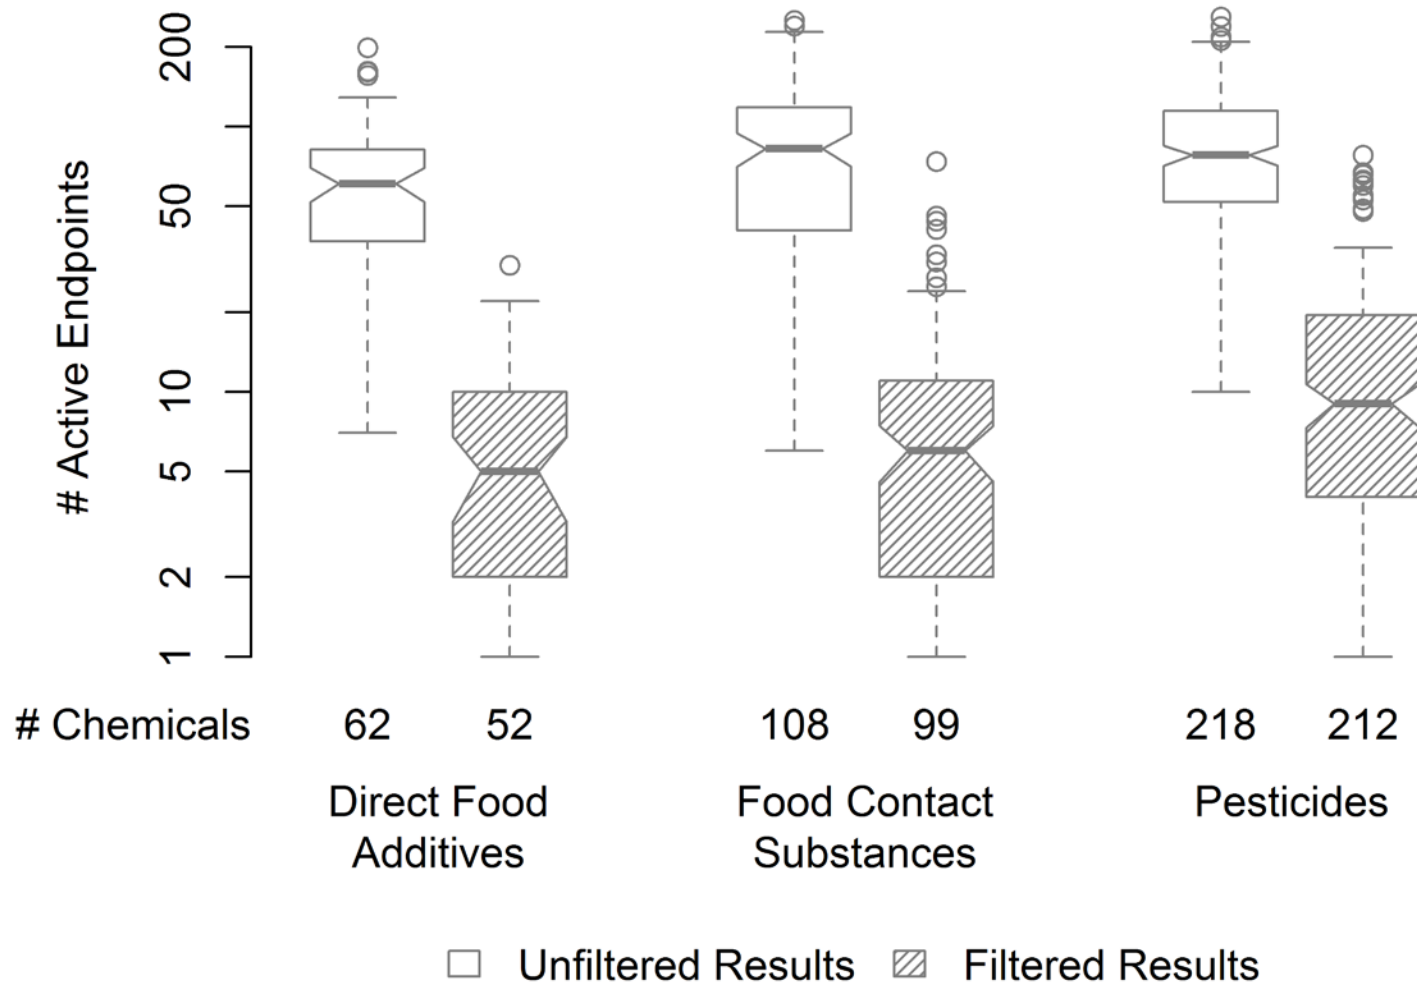 # Active Endpoints
200
50
10
5
2
1
# Chemicals 62 52 108 99 218 212
Direct Food Additives
Food Contact Substances
Pesticides
Unfiltered Results
Filtered Results